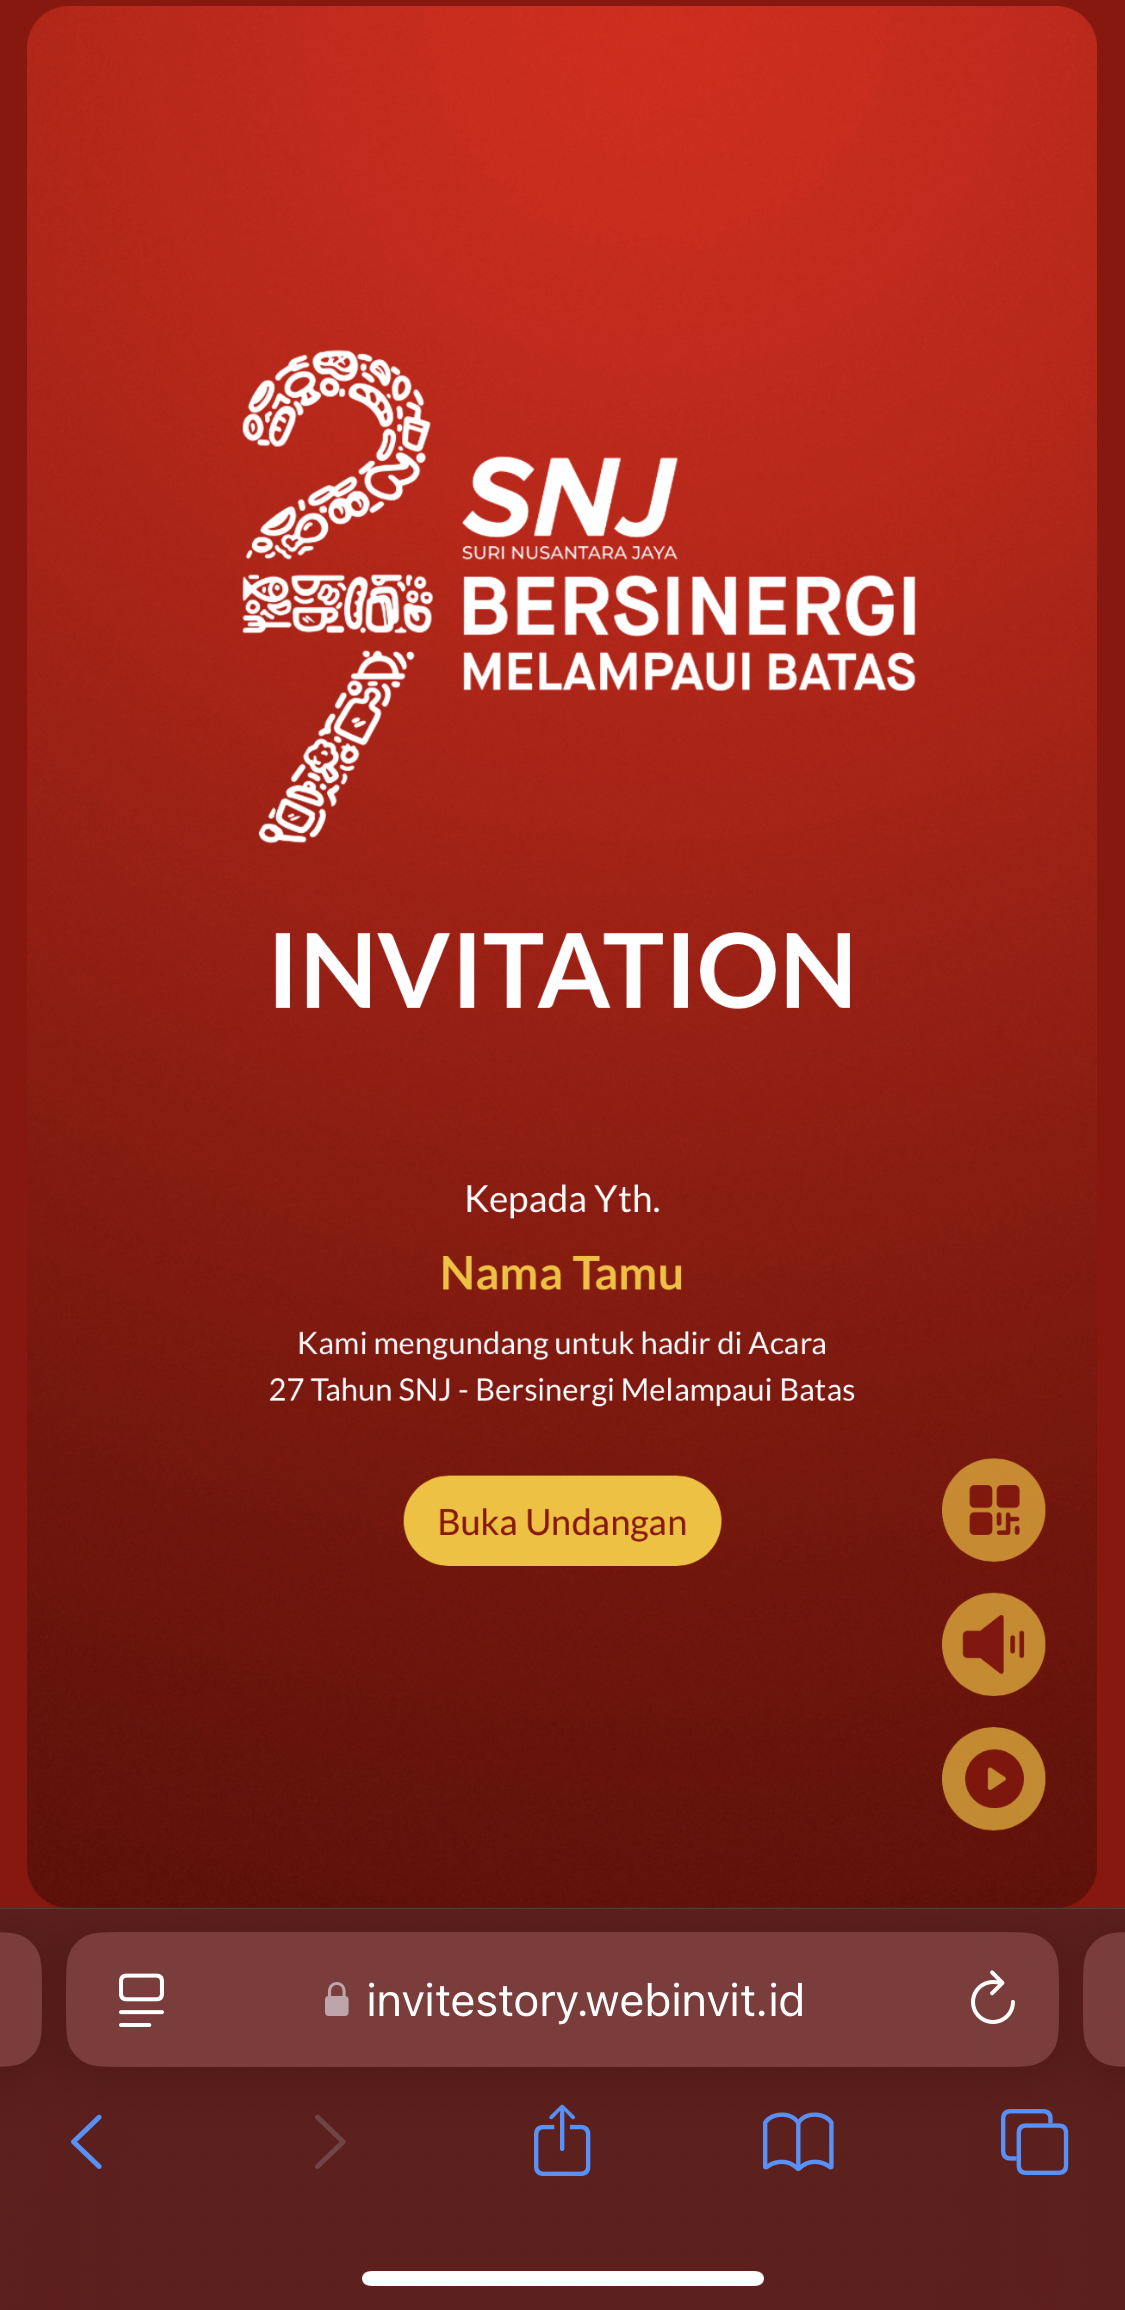 27
SNJ
SURI NUSANTARA JAYA
BERSINERGI
MELAMPAUI BATAS
INVITATION
Kepada Yth.
Nama Tamu
Kami mengundang untuk hadir di Acara
27 Tahun SNJ - Bersinergi Melampaui Batas
Buka Undangan
invitestory.webinvit.id